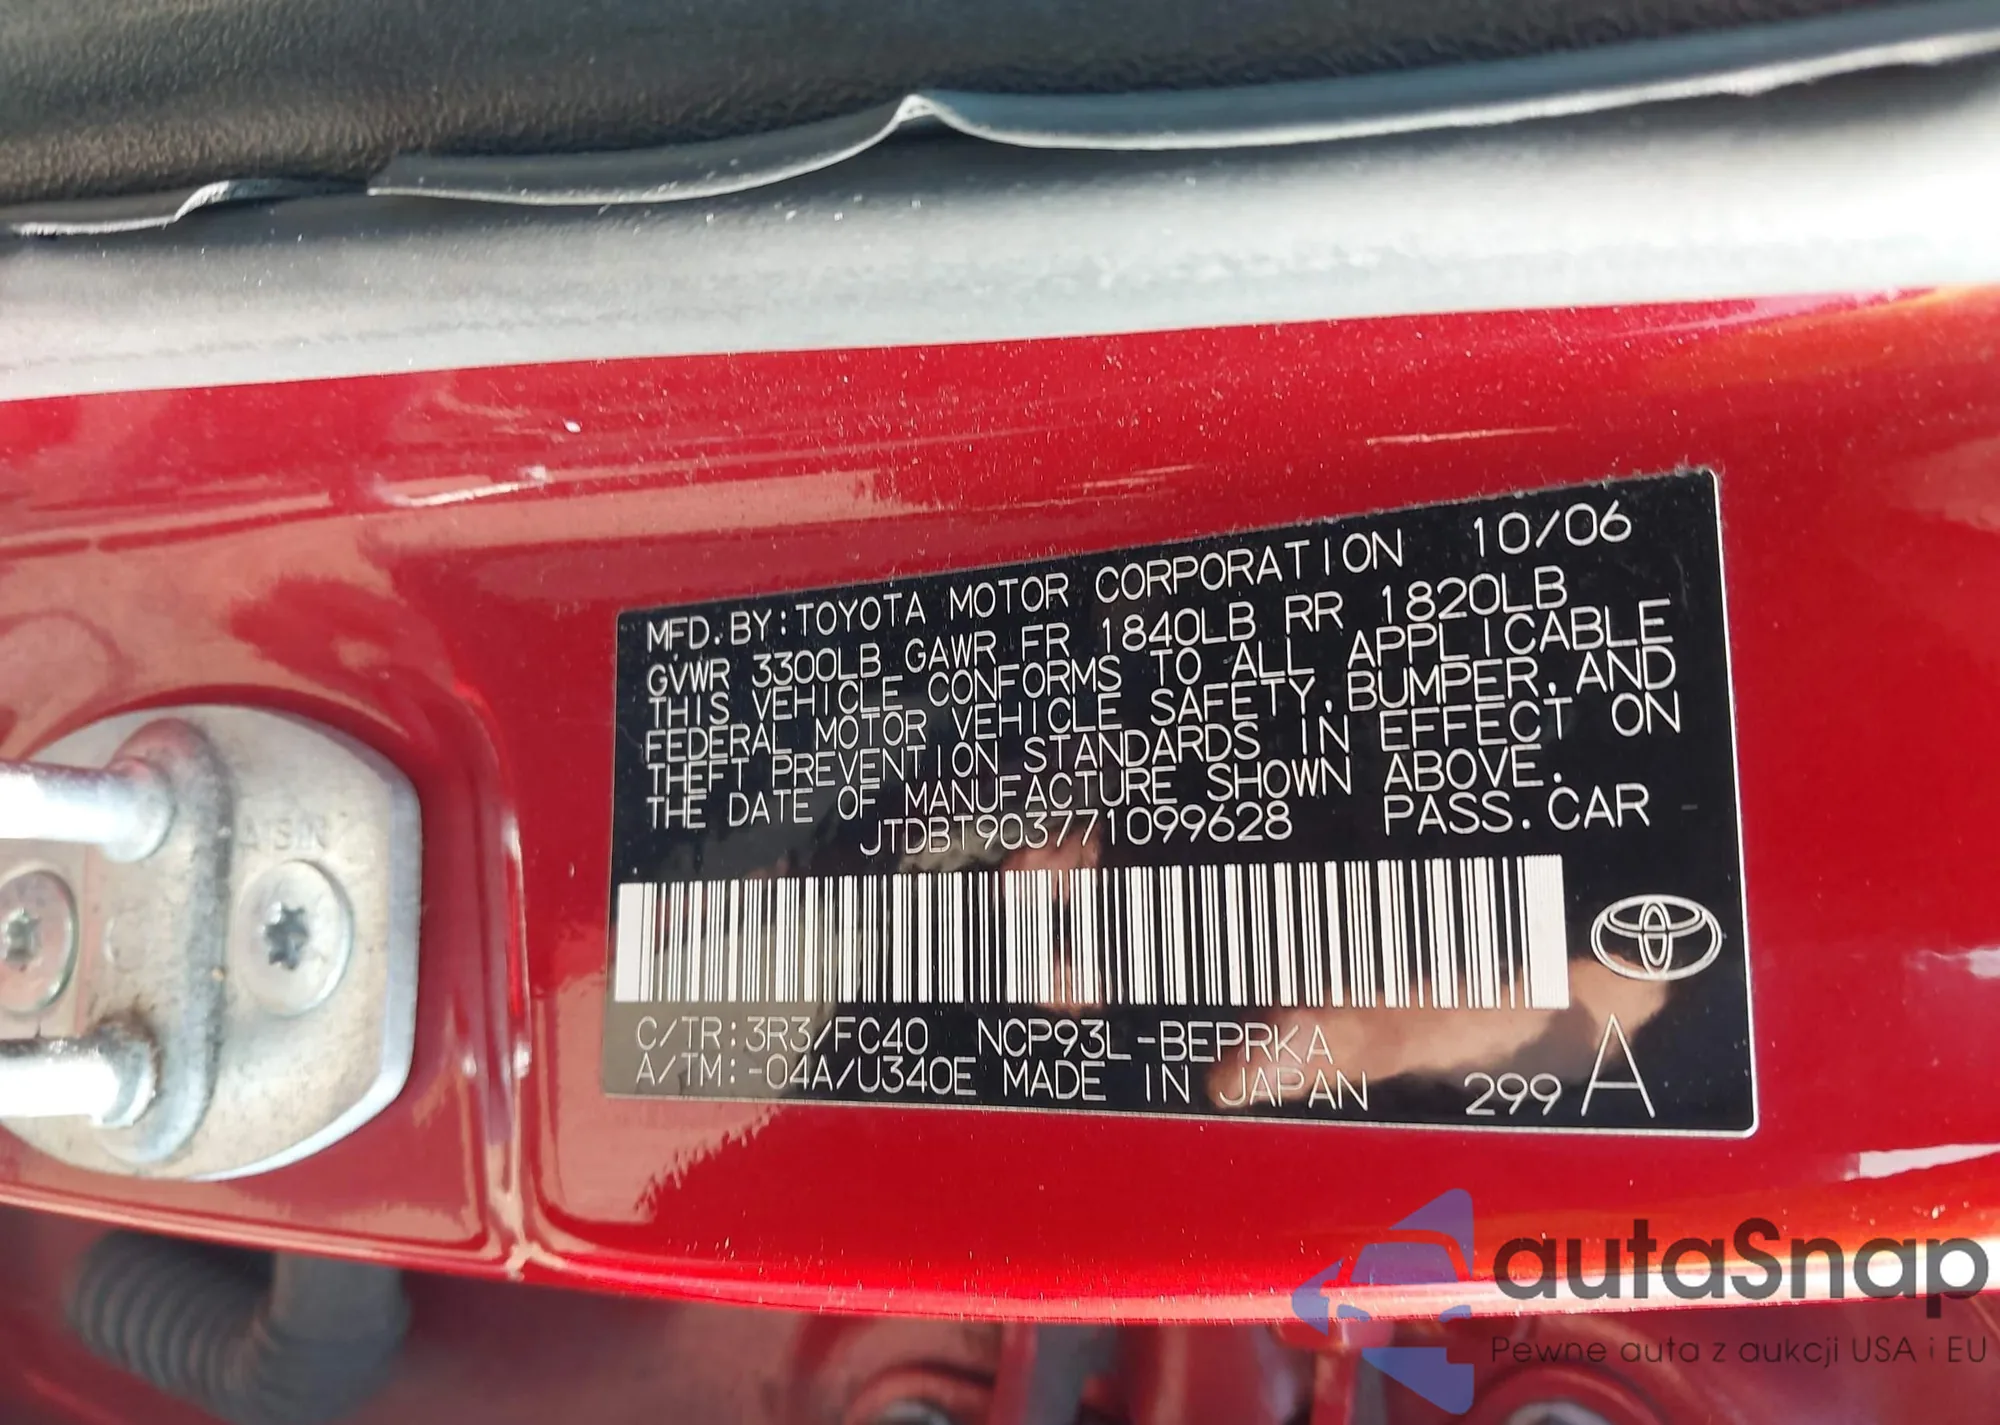 MFD.BY:TOYOTA MOTOR CORPORATION 10/06
GVWR 3300LB GAWR FR 1840LB RR 1820LB
THIS VEHICLE CONFORMS TO ALL APPLICABLE
FEDERAL MOTOR VEHICLE SAFETY, BUMPER, AND
THEFT PREVENTION STANDARDS IN EFFECT ON
THE DATE OF MANUFACTURE SHOWN ABOVE.
JTDBT903771099628 PASS.CAR
C/TR:3R3/FC40 NCP93L-BEPRKA
A/TM:-04A/U340E MADE IN JAPAN 299 A
AISIN
autaSnap
Pewne auta z aukcji USA i EU